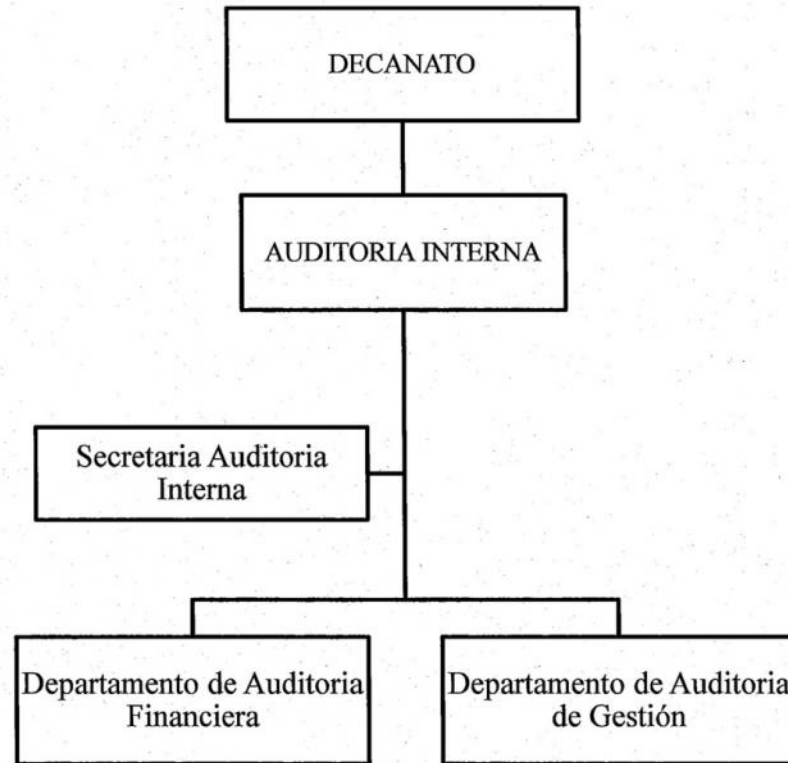 DECANATO
AUDITORIA INTERNA
Secretaria Auditoria
Interna
Departamento de Auditoria
Financiera
Departamento de Auditoria
de Gestión